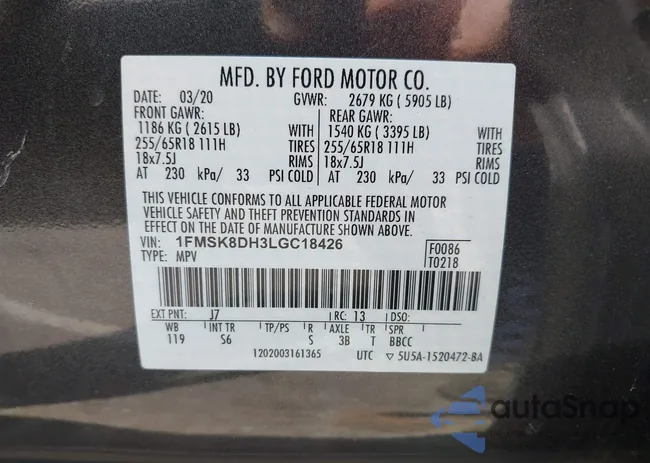 MFD. BY FORD MOTOR CO.
DATE: 03/20 GVWR: 2679 KG ( 5905 LB)
FRONT GAWR: REAR GAWR:
1186 KG ( 2615 LB) WITH 1540 KG ( 3395 LB) WITH
255/65R18 111H TIRES 255/65R18 111H TIRES
18x7.5J RIMS 18x7.5J RIMS
AT 230 kPa/ 33 PSI COLD AT 230 kPa/ 33 PSI COLD
THIS VEHICLE CONFORMS TO ALL APPLICABLE FEDERAL MOTOR
VEHICLE SAFETY AND THEFT PREVENTION STANDARDS IN
EFFECT ON THE DATE OF MANUFACTURE SHOWN ABOVE.
VIN: 1FMSK8DH3LGC18426 F0086
TYPE: MPV T0218
EXT PNT: J7 RC: 13 DSO:
WB INT TR TP/PS R AXLE TR SPR
119 S6 S 3B T BBCC
1202003161365 UTC ▽ 5U5A-1520472-8A
autoSnap